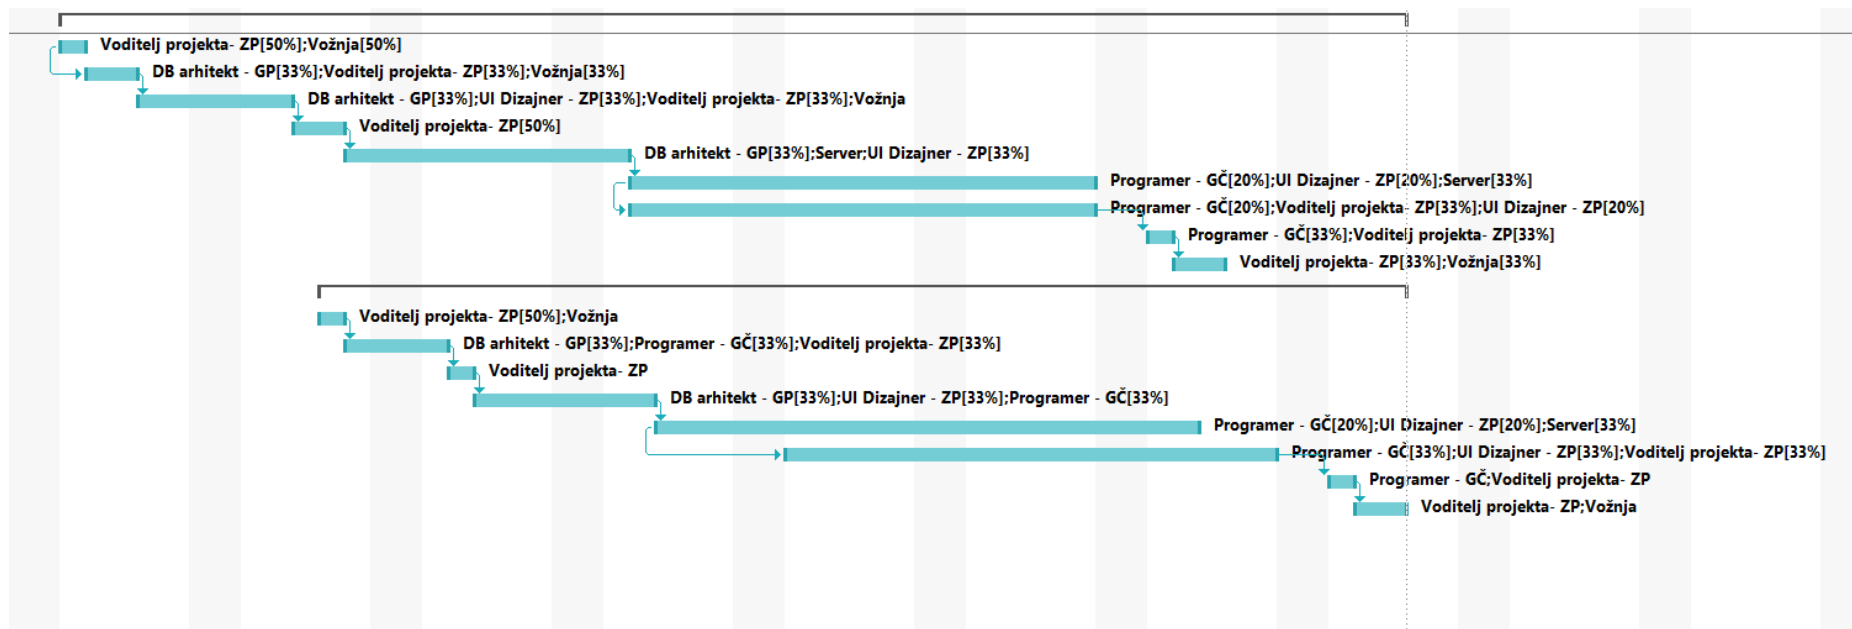 Voditelj projekta- ZP[50%];Vožnja[50%]
DB arhitekt - GP[33%];Voditelj projekta- ZP[33%];Vožnja[33%]
DB arhitekt - GP[33%];UI Dizajner - ZP[33%];Voditelj projekta- ZP[33%];Vožnja
Voditelj projekta- ZP[50%]
DB arhitekt - GP[33%];Server;UI Dizajner - ZP[33%]
Programer - GČ[20%];UI Dizajner - ZP[20%];Server[33%]
Programer - GČ[20%];Voditelj projekta- ZP[33%];UI Dizajner - ZP[20%]
Programer - GČ[33%];Voditelj projekta- ZP[33%]
Voditelj projekta- ZP[33%];Vožnja[33%]
Voditelj projekta- ZP[50%];Vožnja
DB arhitekt - GP[33%];Programer - GČ[33%];Voditelj projekta- ZP[33%]
Voditelj projekta- ZP
DB arhitekt - GP[33%];UI Dizajner - ZP[33%];Programer - GČ[33%]
Programer - GČ[20%];UI Dizajner - ZP[20%];Server[33%]
Programer - GČ[33%];UI Dizajner - ZP[33%];Voditelj projekta- ZP[33%]
Programer - GČ;Voditelj projekta- ZP
Voditelj projekta- ZP;Vožnja